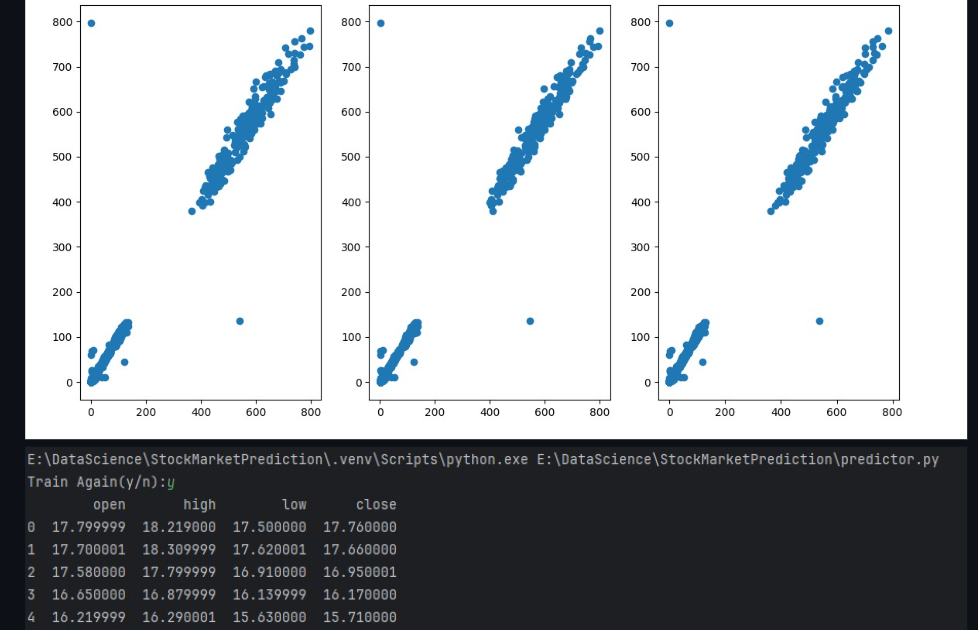 800 800 800
700 700 700
600 600 600
500 500 500
400 400 400
300 300 300
200 200 200
100 100 100
0 0 0
0 200 400 600 800 0 200 400 600 800 0 200 400 600 800
E:\DataScience\StockMarketPrediction\.venv\Scripts\python.exe E:\DataScience\StockMarketPrediction\predictor.py
Train Again(y/n):y
open high low close
0 17.799999 18.219000 17.500000 17.760000
1 17.700001 18.309999 17.620001 17.660000
2 17.580000 17.799999 16.910000 16.950001
3 16.650000 16.879999 16.139999 16.170000
4 16.219999 16.290001 15.630000 15.710000